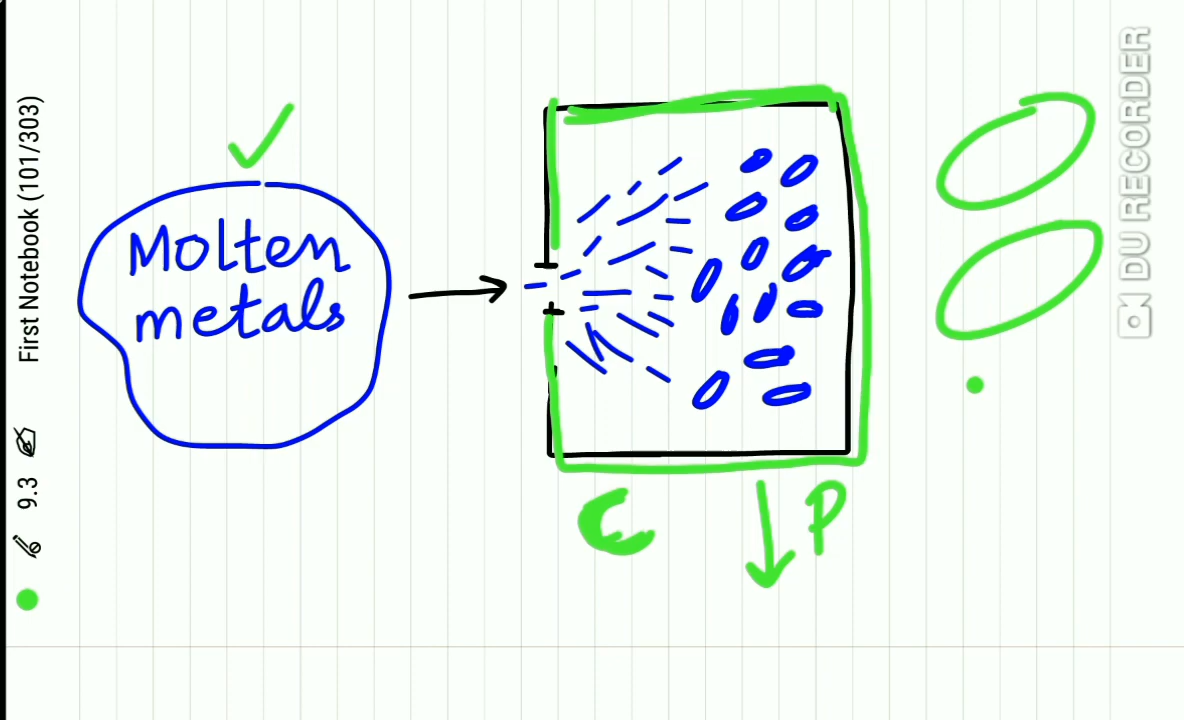 First Notebook (101/303)
9.3
Molten
metals
C
P
DU RECORDER